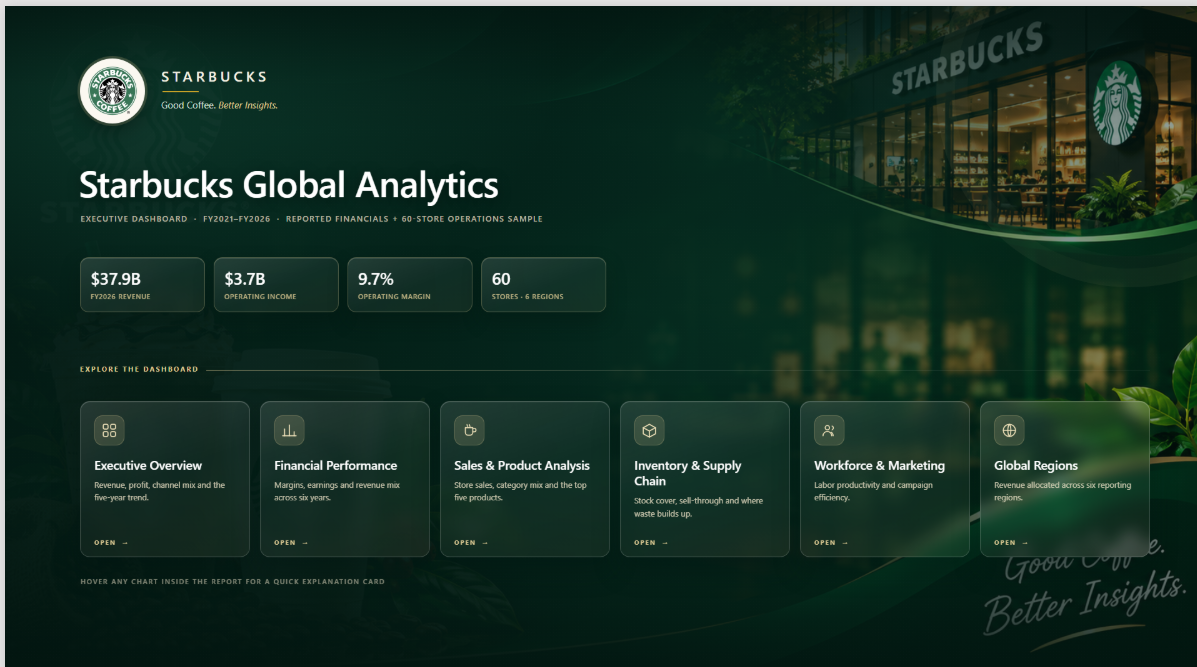 STARBUCKS
STARBUCKS
COFFEE
®
STARBUCKS
Good Coffee. Better Insights.
Starbucks Global Analytics
EXECUTIVE DASHBOARD · FY2021–FY2026 · REPORTED FINANCIALS + 60-STORE OPERATIONS SAMPLE
$37.9B
FY2026 REVENUE
$3.7B
OPERATING INCOME
9.7%
OPERATING MARGIN
60
STORES · 6 REGIONS
EXPLORE THE DASHBOARD
Executive Overview
Revenue, profit, channel mix and the
five-year trend.
OPEN →
Financial Performance
Margins, earnings and revenue mix
across six years.
OPEN →
Sales & Product Analysis
Store sales, category mix and the top
five products.
OPEN →
Inventory & Supply
Chain
Stock cover, sell-through and where
waste builds up.
OPEN →
Workforce & Marketing
Labor productivity and campaign
efficiency.
OPEN →
Global Regions
Revenue allocated across six reporting
regions.
OPEN →
HOVER ANY CHART INSIDE THE REPORT FOR A QUICK EXPLANATION CARD
Good Coffee.
Better Insights.